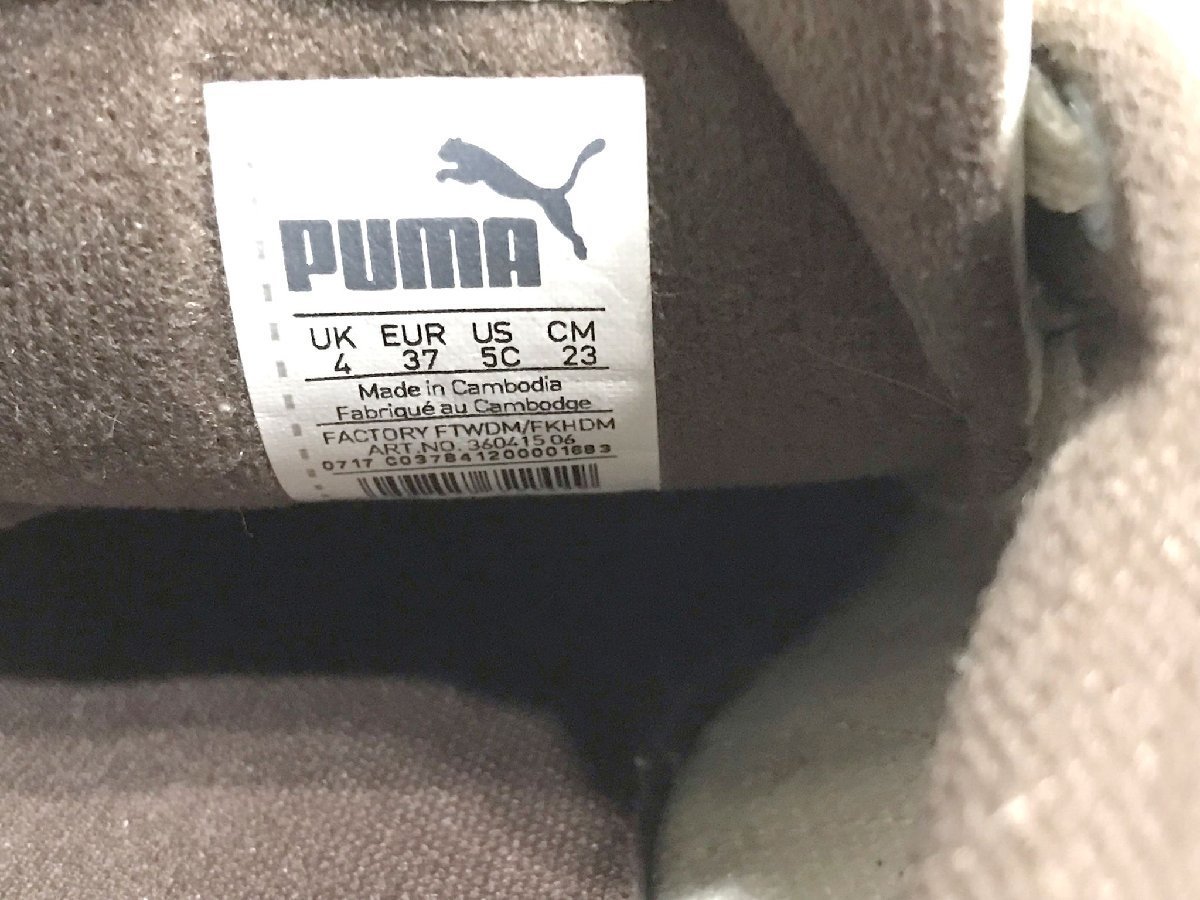 PUMA
UK EUR US CM
4 37 5C 23
Made in Cambodia
Fabriqué au Cambodge
FACTORY FTWDM/FKHDM
ART.NO. 360415 06
0717 G037841200001883